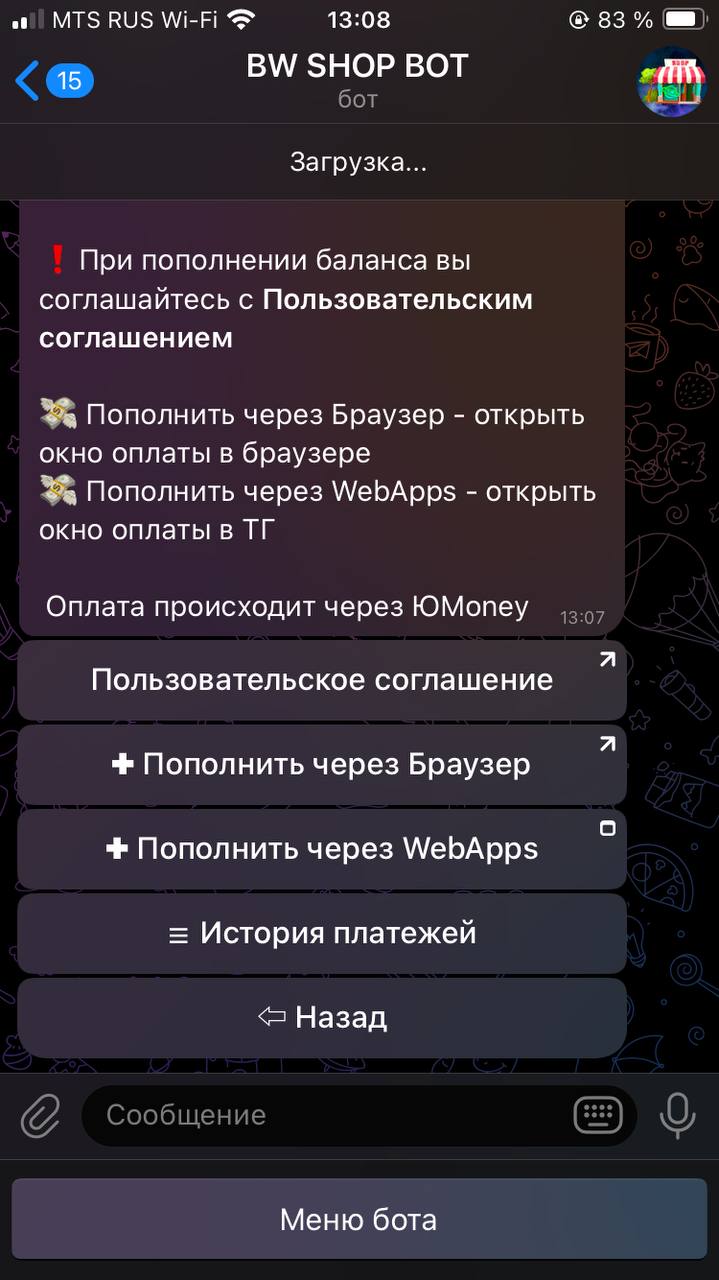 MTS RUS Wi-Fi 13:08 83 %
15 BW SHOP BOT
бот
SHOP
Загрузка...
❗ При пополнении баланса вы
соглашайтесь с Пользовательским
соглашением
💸 Пополнить через Браузер - открыть
окно оплаты в браузере
💸 Пополнить через WebApps - открыть
окно оплаты в ТГ
Оплата происходит через ЮMoney 13:07
Пользовательское соглашение
✚ Пополнить через Браузер
✚ Пополнить через WebApps
≡ История платежей
⇦ Назад
Сообщение
Меню бота